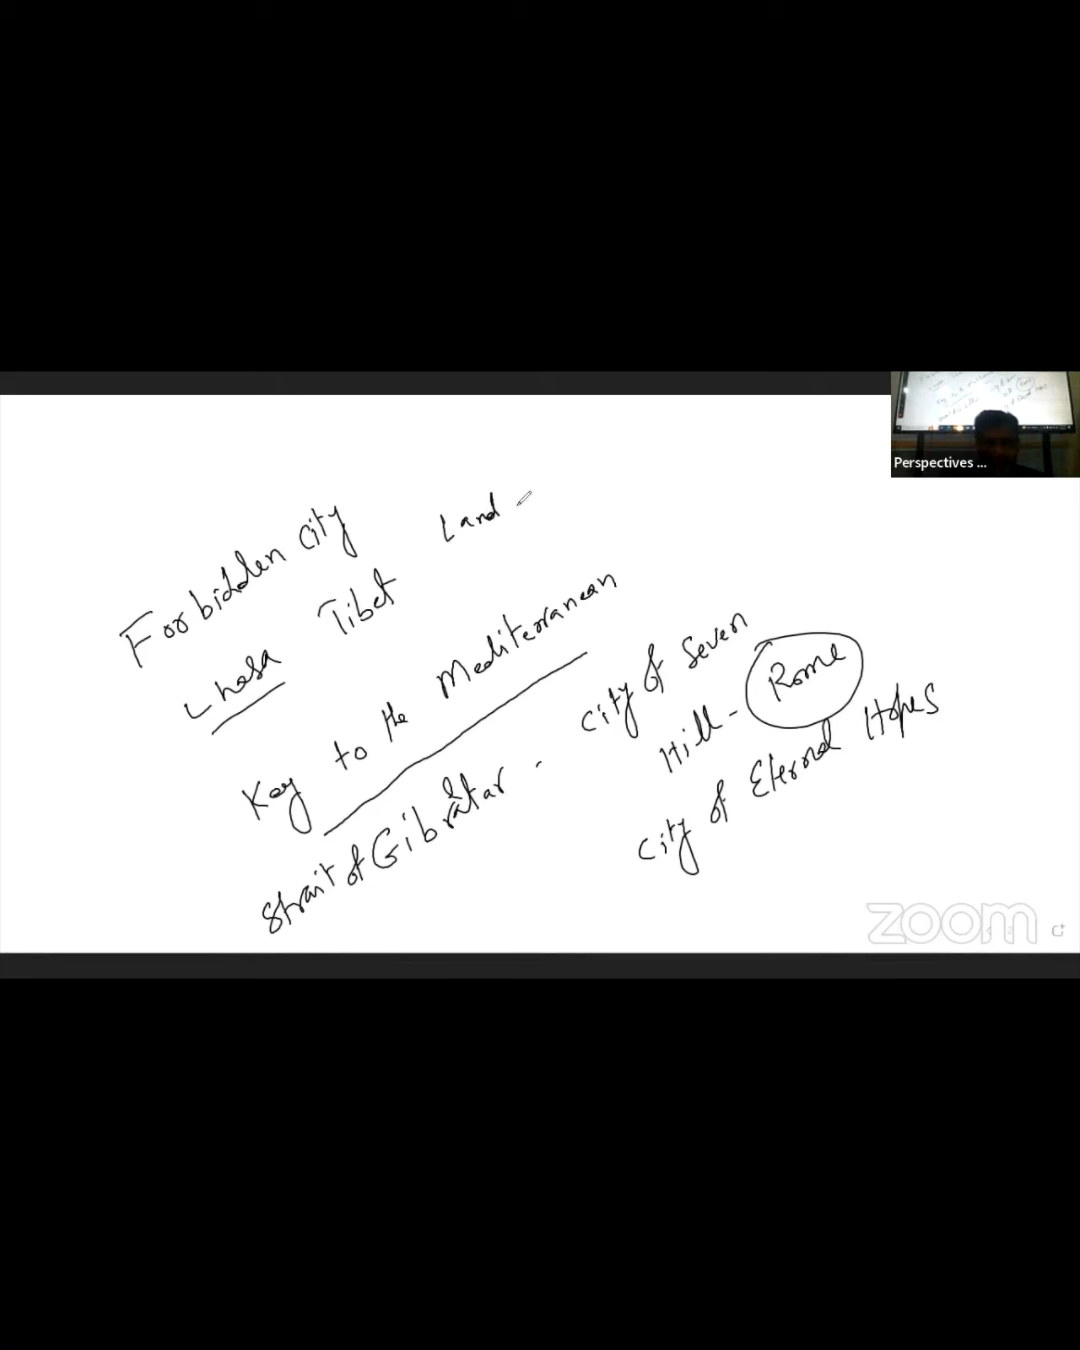 Perspectives ...
Forbidden City
Lhasa Tibet
Land
Key to the Mediterranean
Strait of Gibraltar -
City of Seven
Hill - Rome
City of Eternal Hopes
zoom